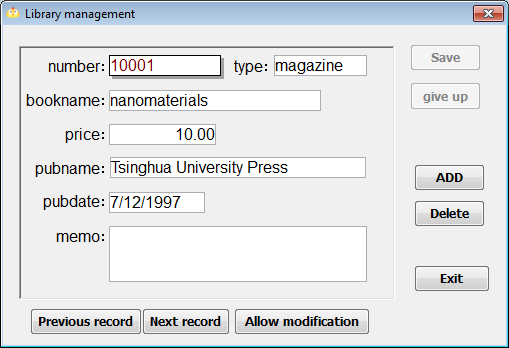 Library management
number: 10001 type: magazine
Save
bookname: nanomaterials
give up
price: 10.00
pubname: Tsinghua University Press
ADD
pubdate: 7/12/1997
Delete
memo:
Exit
Previous record Next record Allow modification